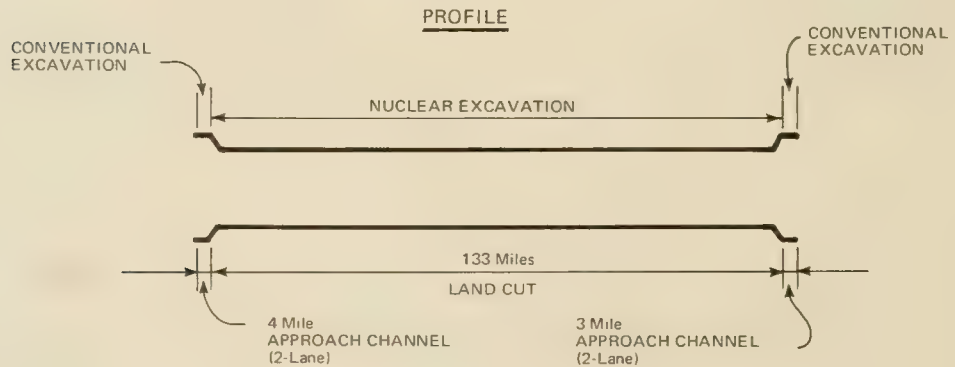 PROFILE
CONVENTIONAL
EXCAVATION
CONVENTIONAL
EXCAVATION
NUCLEAR EXCAVATION
133 Miles
LAND CUT
4 Mile
APPROACH CHANNEL
(2-Lane)
3 Mile
APPROACH CHANNEL
(2-Lane)